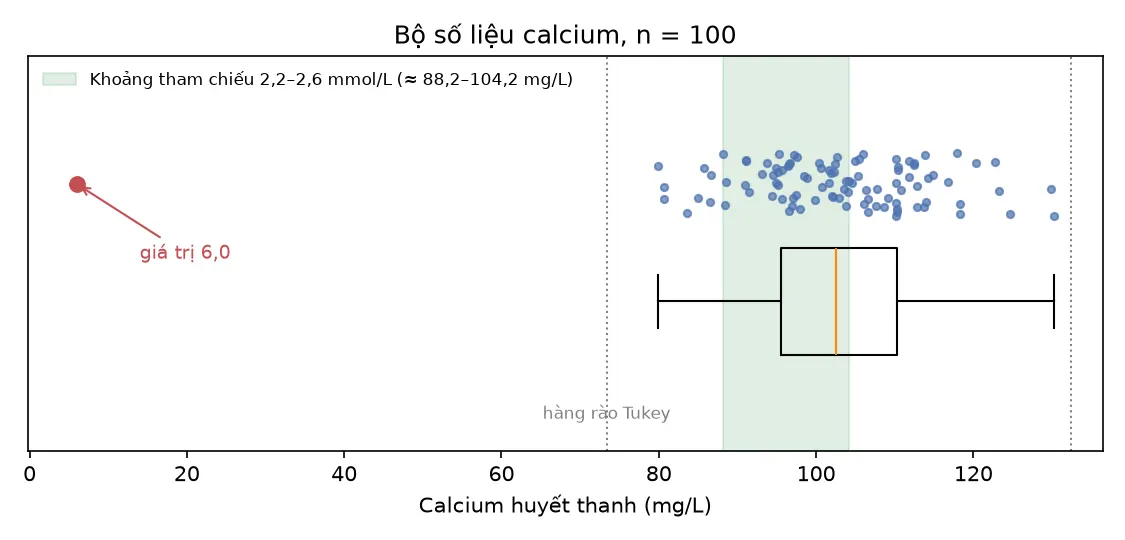 Bộ số liệu calcium, n = 100
Khoảng tham chiếu 2,2–2,6 mmol/L (≈ 88,2–104,2 mg/L)
giá trị 6,0
hàng rào Tukey
0 20 40 60 80 100 120
Calcium huyết thanh (mg/L)